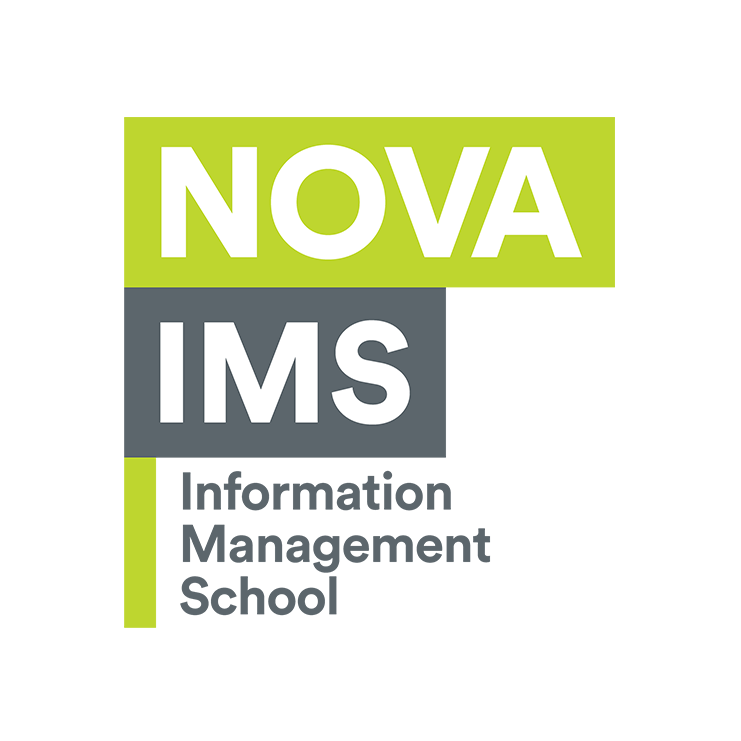 NOVA
IMS
Information
Management
School